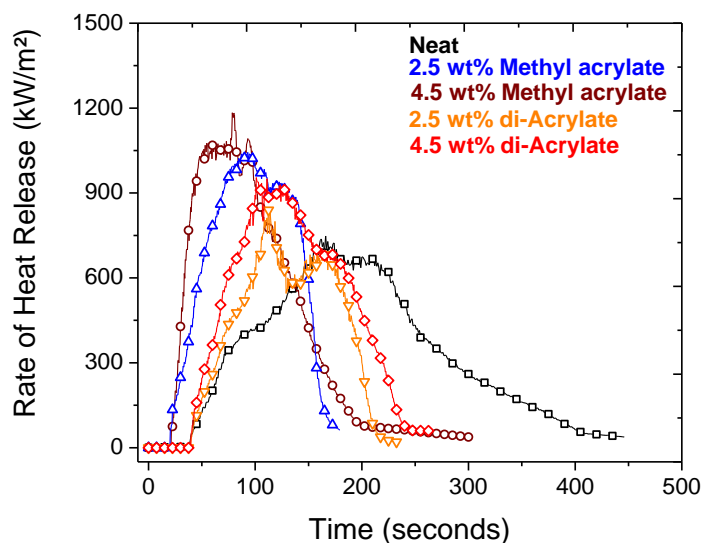 1500
1200
900
600
300
0
0
100
200
300
400
500
Rate of Heat Release (kW/m²)
Time (seconds)
Neat
2.5 wt% Methyl acrylate
4.5 wt% Methyl acrylate
2.5 wt% di-Acrylate
4.5 wt% di-Acrylate